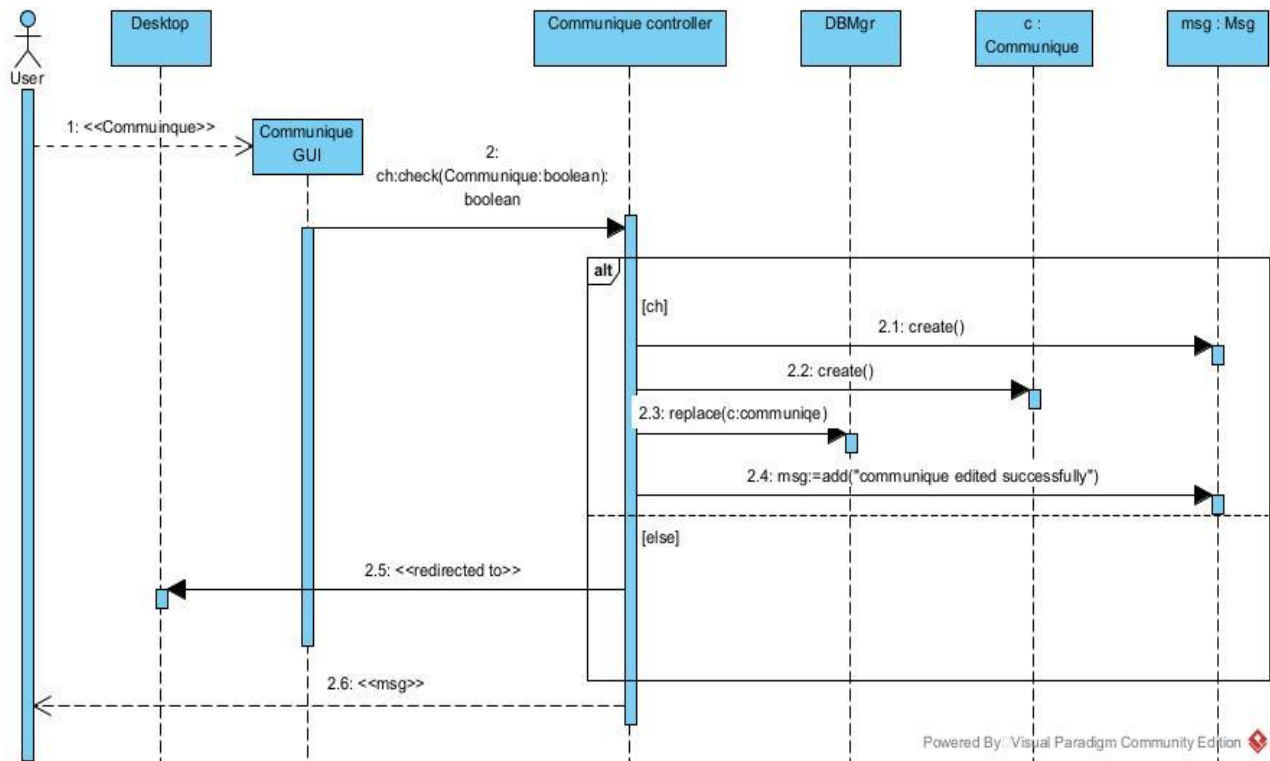 User
Desktop
Communique controller
DBMgr
c :
Communique
msg : Msg
1: <<Commuinque>>
Communique
GUI
2:
ch:check(Communique:boolean):
boolean
alt
[ch]
2.1: create()
2.2: create()
2.3: replace(c:communiqe)
2.4: msg:=add("communique edited successfully")
[else]
2.5: <<redirected to>>
2.6: <<msg>>
Powered By: Visual Paradigm Community Edition